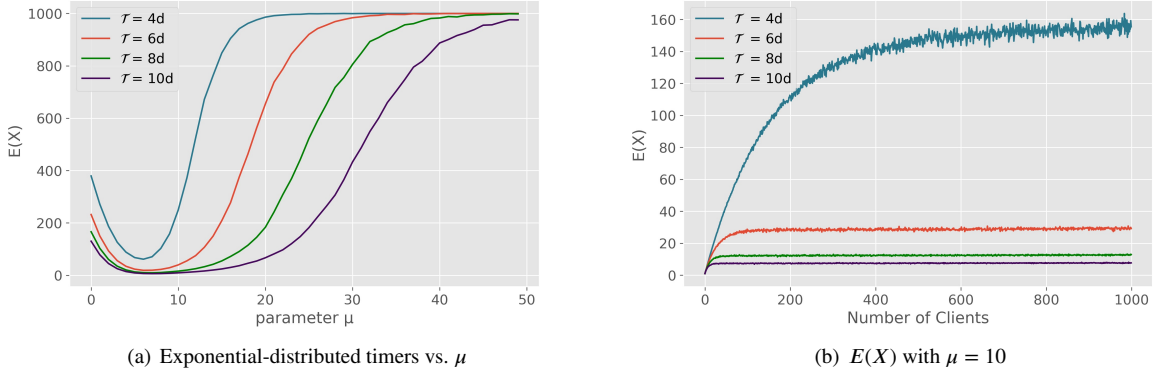 1000
800
600
400
200
0
E(X)
𝒯 = 4d
𝒯 = 6d
𝒯 = 8d
𝒯 = 10d
0 10 20 30 40 50
parameter μ
(a) Exponential-distributed timers vs. μ
160
140
120
100
80
60
40
20
0
E(X)
𝒯 = 4d
𝒯 = 6d
𝒯 = 8d
𝒯 = 10d
0 200 400 600 800 1000
Number of Clients
(b) E(X) with μ = 10